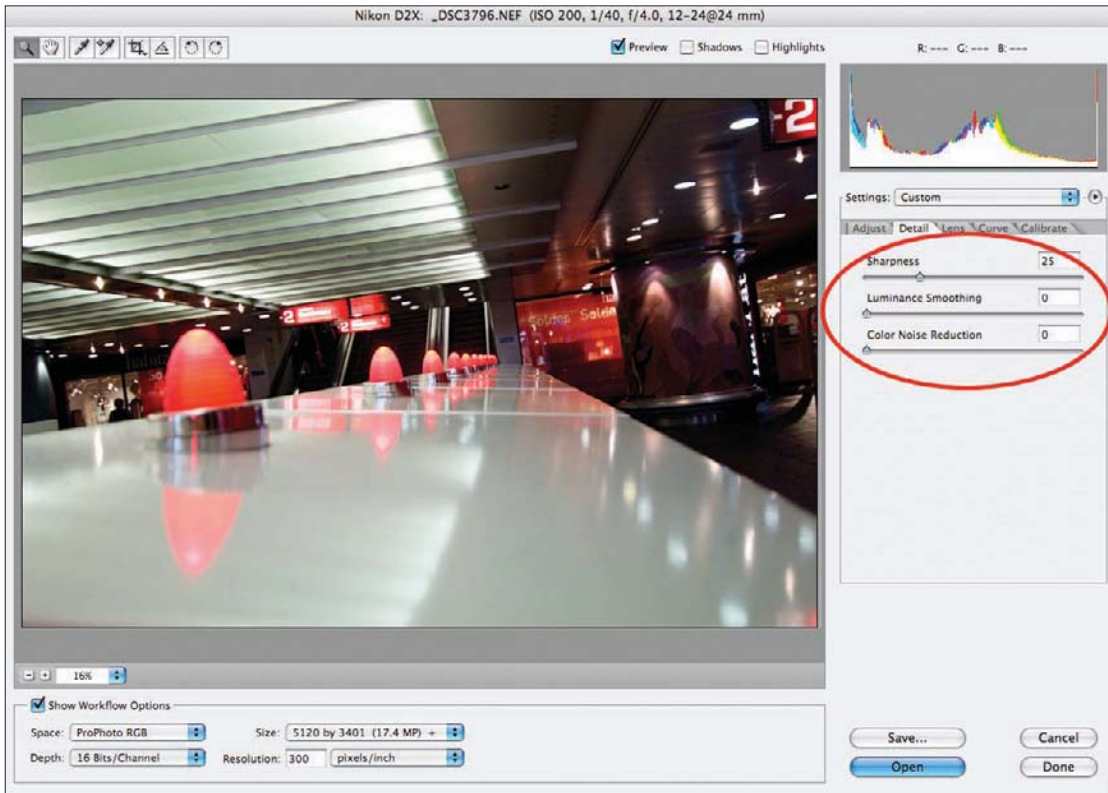 Nikon D2X: _DSC3796.NEF (ISO 200, 1/40, f/4.0, 12-24@24 mm)
Preview Shadows Highlights
R: --- G: --- B: ---
-2
Settings: Custom
Adjust Detail Lens Curve Calibrate
Sharpness 25
Luminance Smoothing 0
Color Noise Reduction 0
2
2
Soldes Solde
16%
Show Workflow Options
Space: ProPhoto RGB
Size: 5120 by 3401 (17.4 MP) +
Depth: 16 Bits/Channel
Resolution: 300 pixels/inch
Save... Cancel
Open Done